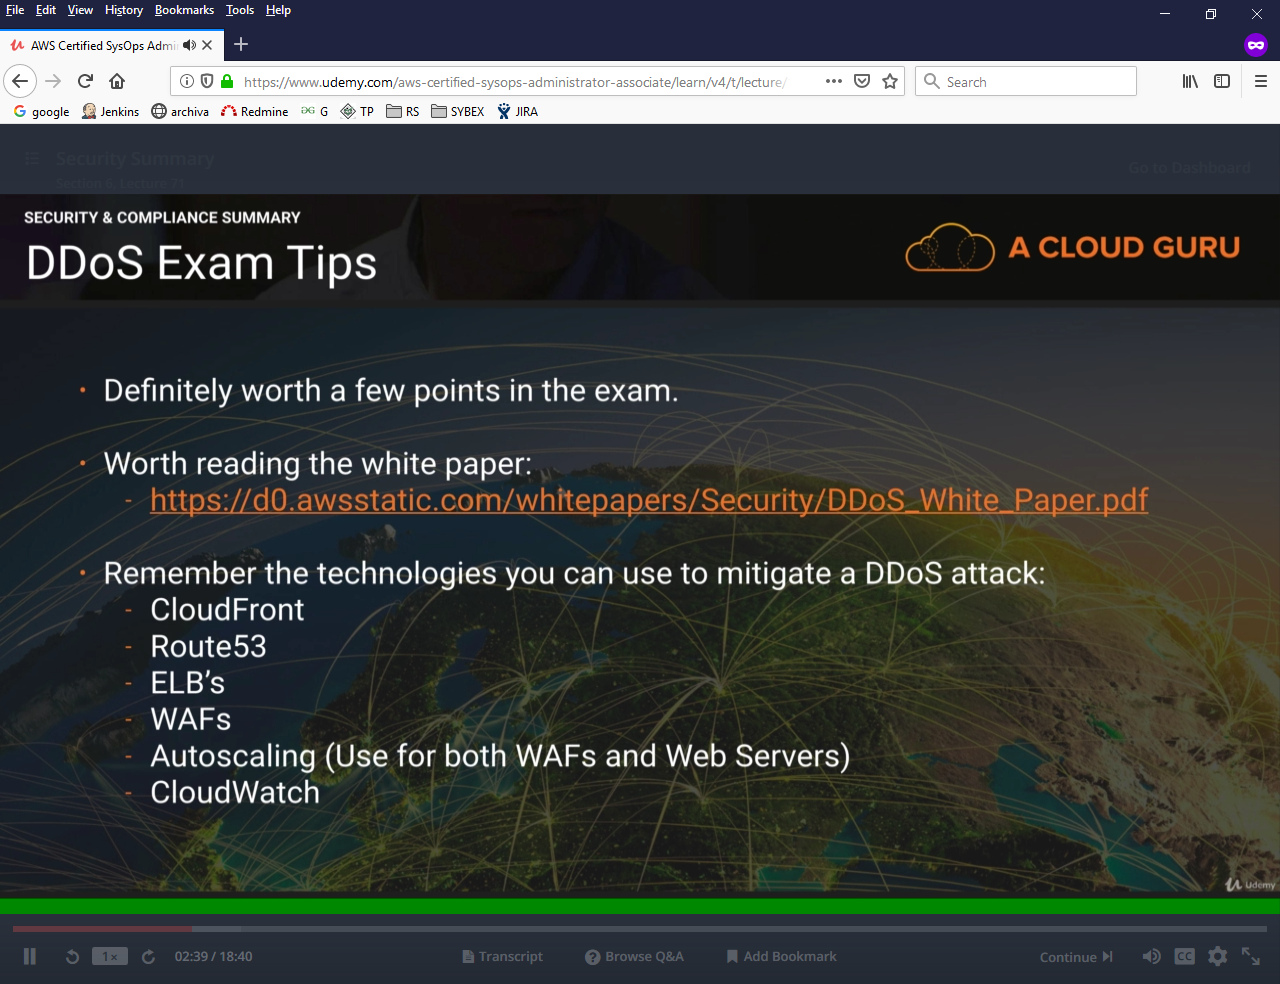 File Edit View History Bookmarks Tools Help
AWS Certified SysOps Admi
https://www.udemy.com/aws-certified-sysops-administrator-associate/learn/v4/t/lecture/
Search
google Jenkins archiva Redmine G TP RS SYBEX JIRA
Security Summary
Section 6, Lecture 71
Go to Dashboard
SECURITY & COMPLIANCE SUMMARY
DDoS Exam Tips
A CLOUD GURU
• Definitely worth a few points in the exam.
• Worth reading the white paper:
- https://d0.awsstatic.com/whitepapers/Security/DDoS_White_Paper.pdf
• Remember the technologies you can use to mitigate a DDoS attack:
- CloudFront
- Route53
- ELB’s
- WAFs
- Autoscaling (Use for both WAFs and Web Servers)
- CloudWatch
Udemy
1× 02:39 / 18:40 Transcript Browse Q&A Add Bookmark Continue CC